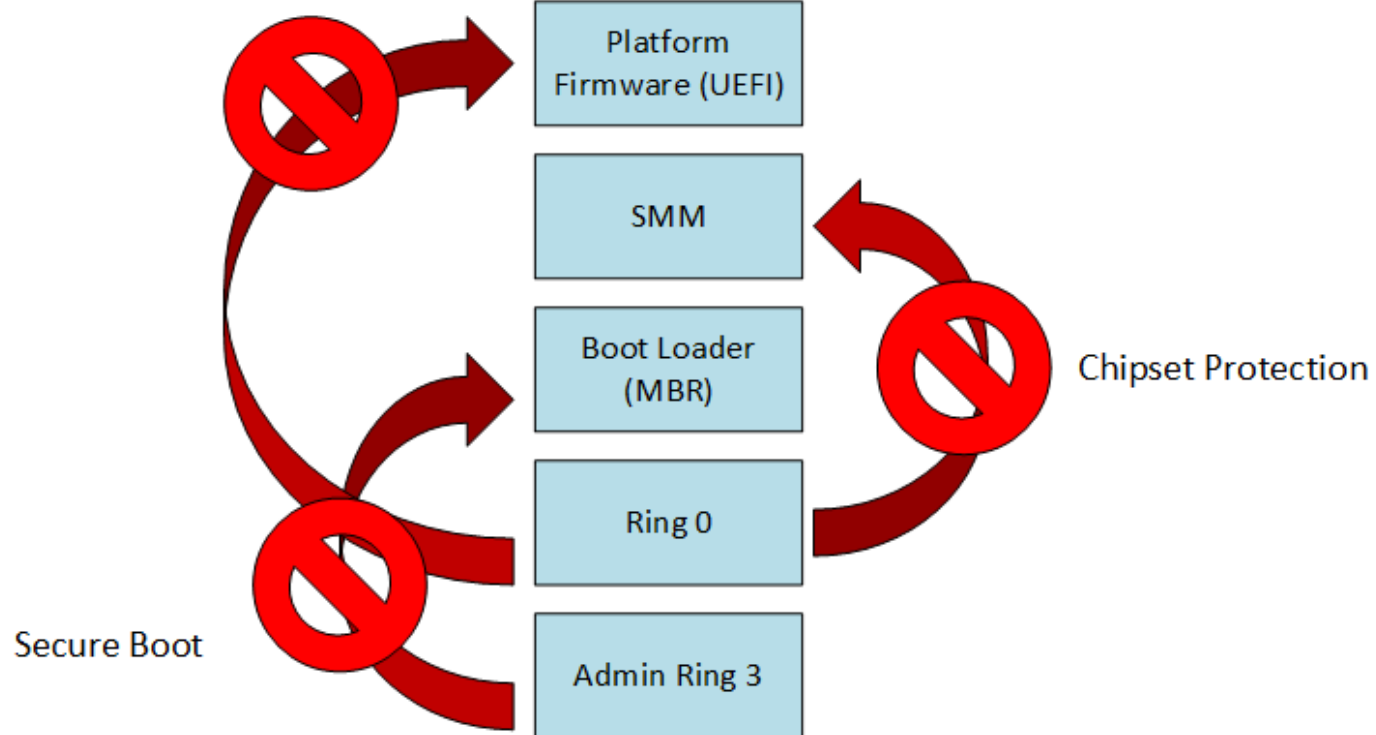 Platform
Firmware (UEFI)
SMM
Boot Loader
(MBR)
Chipset Protection
Ring 0
Secure Boot
Admin Ring 3